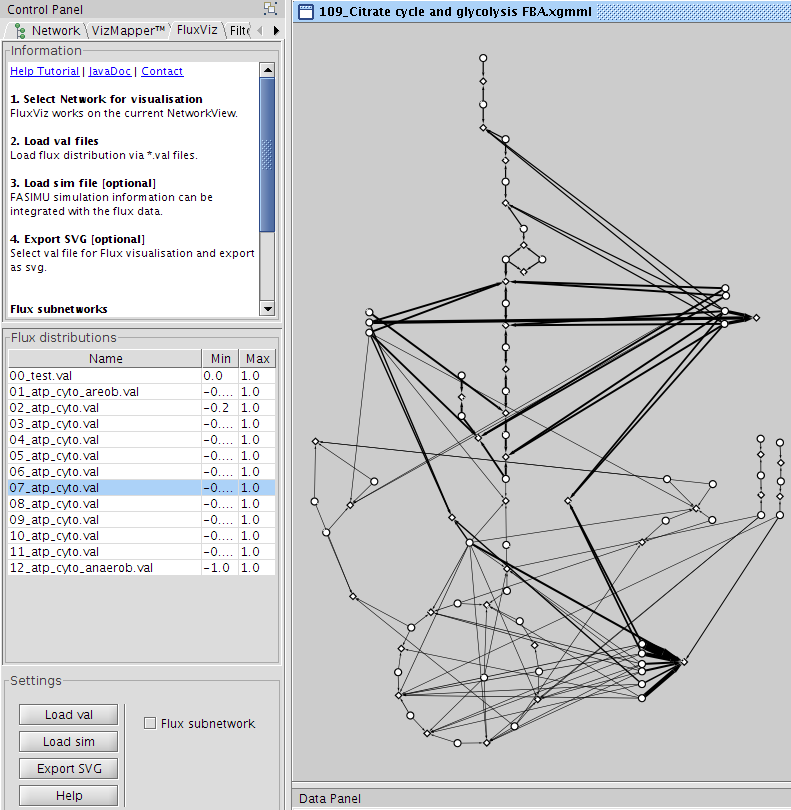 Control Panel
Network VizMapper™ FluxViz Filte
Information
Help Tutorial | JavaDoc | Contact
1. Select Network for visualisation
FluxViz works on the current NetworkView.
2. Load val files
Load flux distribution via *.val files.
3. Load sim file [optional]
FASIMU simulation information can be
integrated with the flux data.
4. Export SVG [optional]
Select val file for Flux visualisation and export
as svg.
Flux subnetworks
Flux distributions
Name Min Max
00_test.val 0.0 1.0
01_atp_cyto_areob.val -0.... 1.0
02_atp_cyto.val -0.2 1.0
03_atp_cyto.val -0.... 1.0
04_atp_cyto.val -0.... 1.0
05_atp_cyto.val -0.... 1.0
06_atp_cyto.val -0.... 1.0
07_atp_cyto.val -0.... 1.0
08_atp_cyto.val -0.... 1.0
09_atp_cyto.val -0.... 1.0
10_atp_cyto.val -0.... 1.0
11_atp_cyto.val -0.... 1.0
12_atp_cyto_anaerob.val -1.0 1.0
Settings
Load val
Load sim
Export SVG
Help
Flux subnetwork
109_Citrate cycle and glycolysis FBA.xgmml
Data Panel